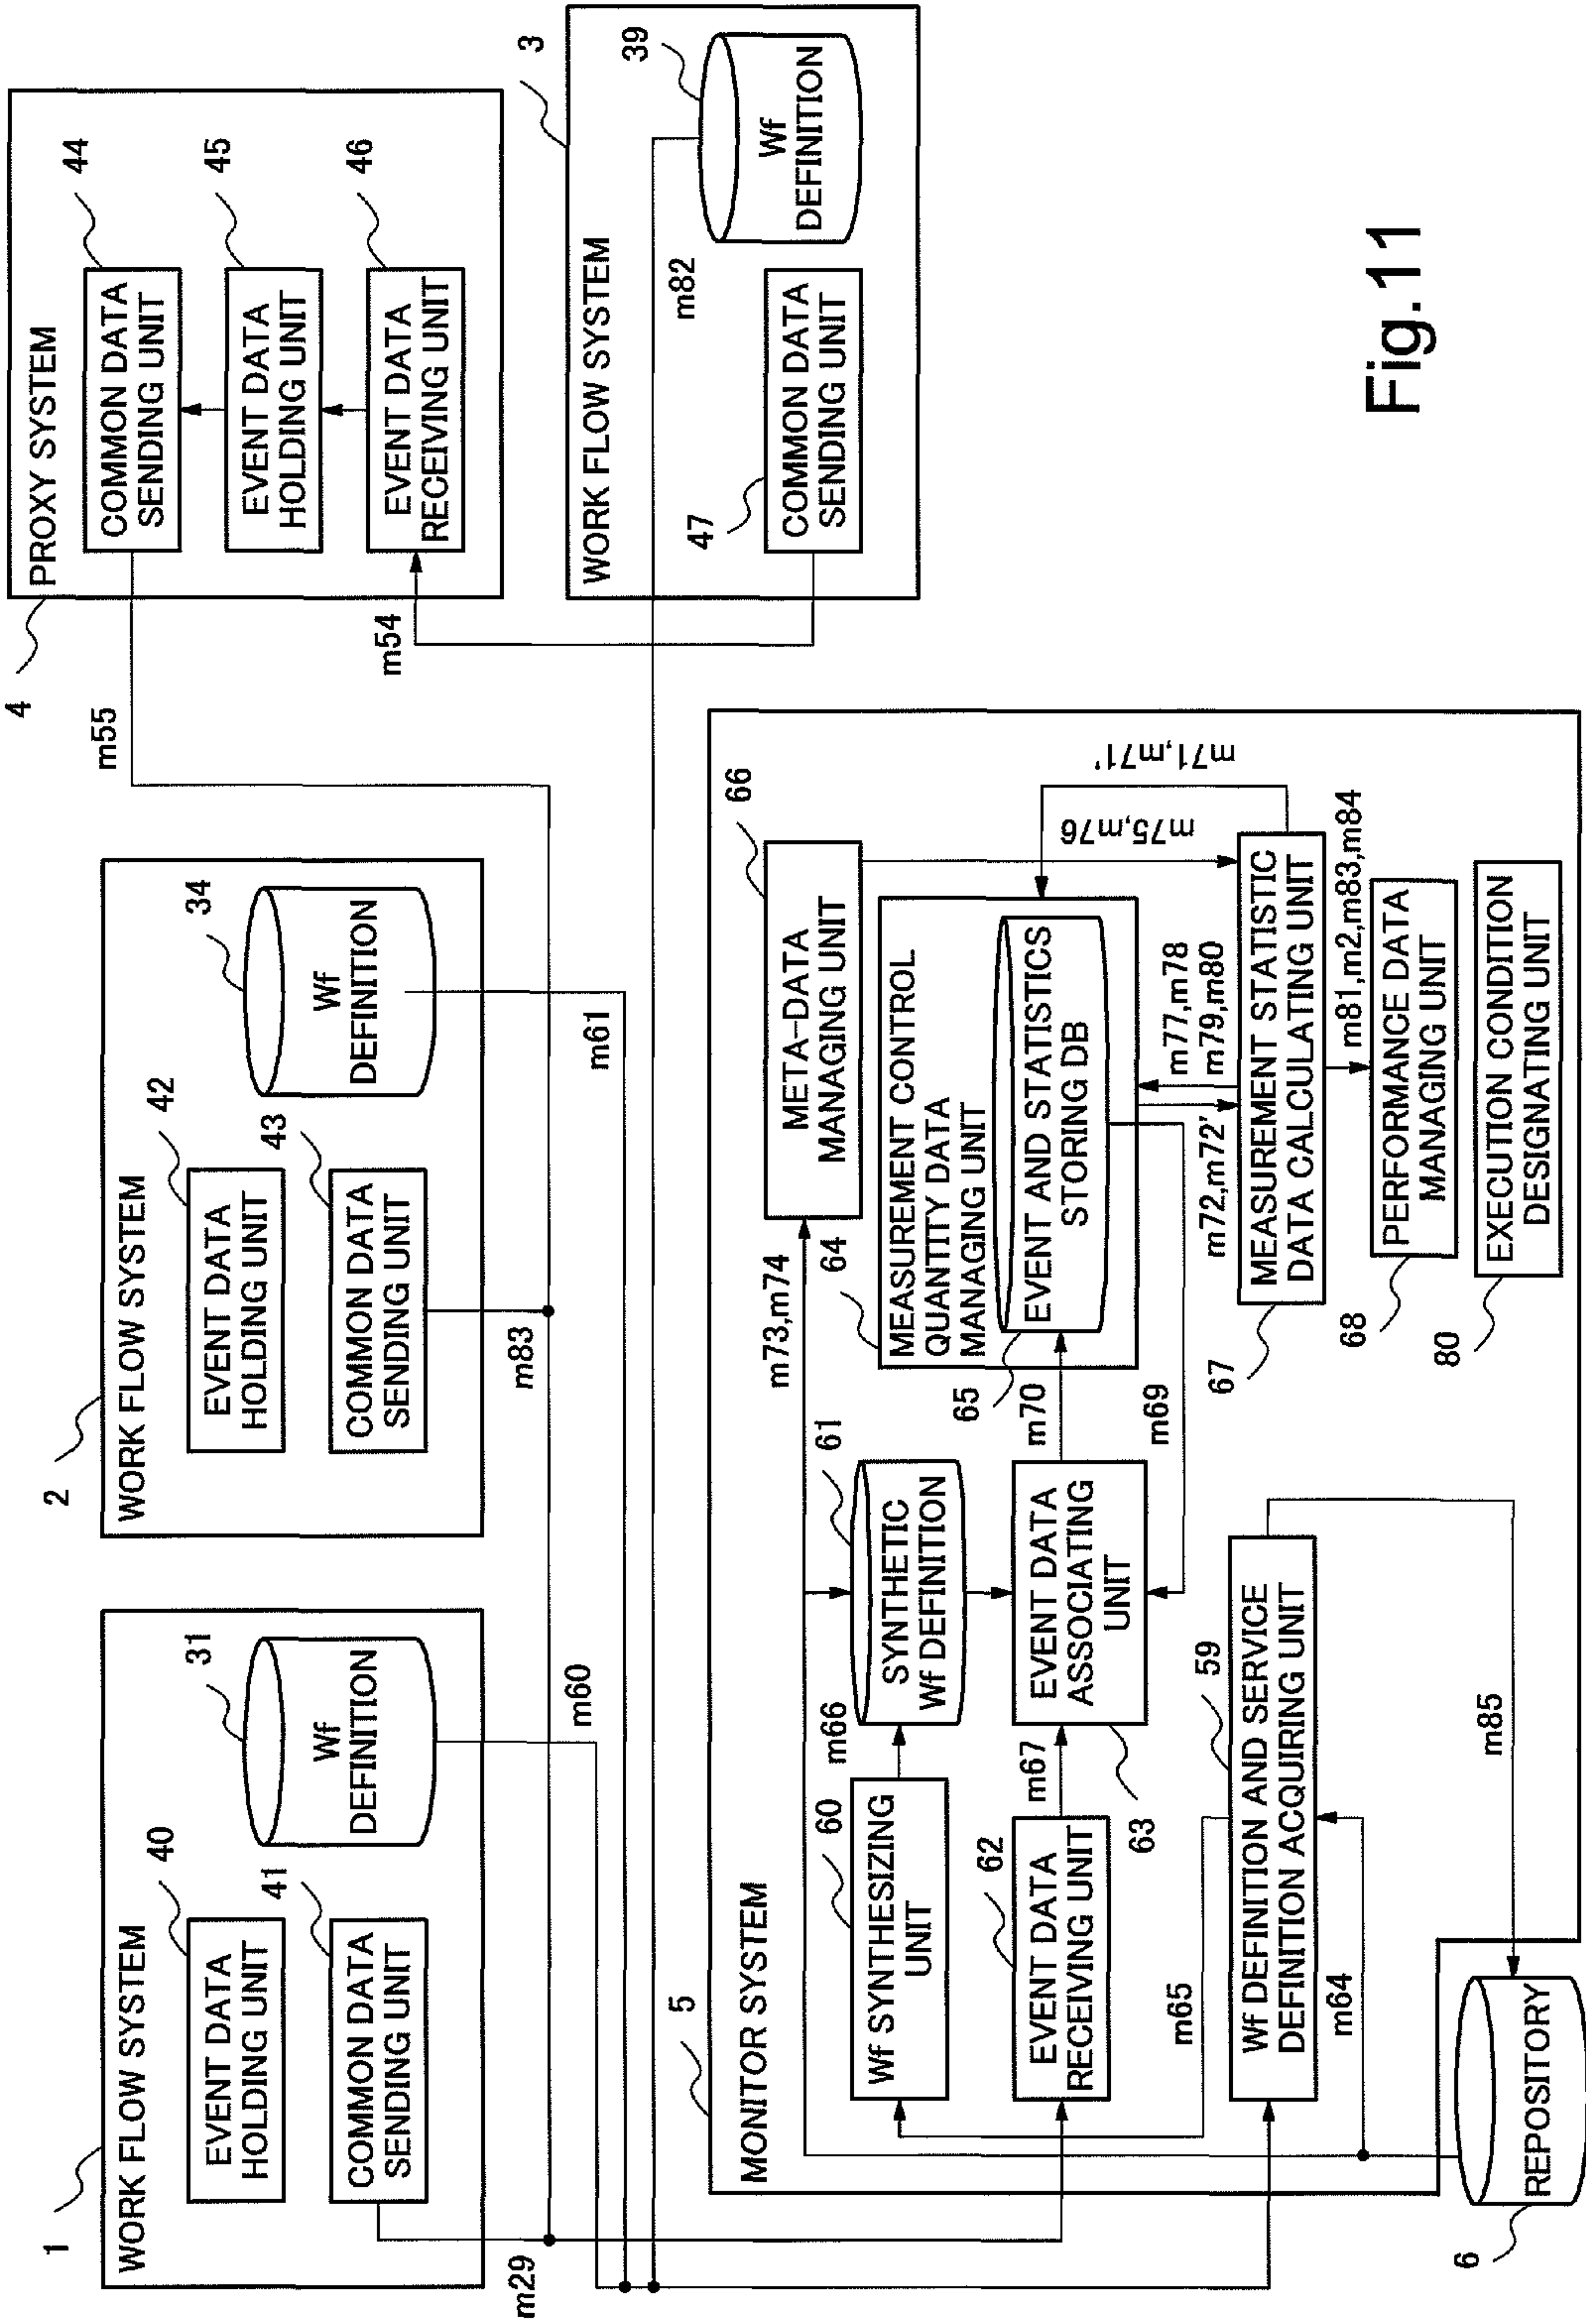 1
WORK FLOW SYSTEM
40
EVENT DATA
HOLDING UNIT
41
COMMON DATA
SENDING UNIT
31
Wf
DEFINITION
m29
m60
2
WORK FLOW SYSTEM
42
EVENT DATA
HOLDING UNIT
43
COMMON DATA
SENDING UNIT
34
Wf
DEFINITION
m83
m61
4
PROXY SYSTEM
44
COMMON DATA
SENDING UNIT
45
EVENT DATA
HOLDING UNIT
46
EVENT DATA
RECEIVING UNIT
m55
m54
3
WORK FLOW SYSTEM
m82
39
Wf
DEFINITION
47
COMMON DATA
SENDING UNIT
5
MONITOR SYSTEM
60
Wf SYNTHESIZING
UNIT
m66
61
SYNTHETIC
Wf DEFINITION
m73,m74
66
META-DATA
MANAGING UNIT
62
EVENT DATA
RECEIVING UNIT
m67
63
EVENT DATA
ASSOCIATING
UNIT
m70
m69
64
MEASUREMENT CONTROL
QUANTITY DATA
MANAGING UNIT
65
EVENT AND STATISTICS
STORING DB
m75,m76
m71,m71'
m77,m78
m79,m80
m72,m72'
67
MEASUREMENT STATISTIC
DATA CALCULATING UNIT
m81,m2,m83,m84
68
PERFORMANCE DATA
MANAGING UNIT
80
EXECUTION CONDITION
DESIGNATING UNIT
m65
59
Wf DEFINITION AND SERVICE
DEFINITION ACQUIRING UNIT
m64
m85
6
REPOSITORY
Fig.11